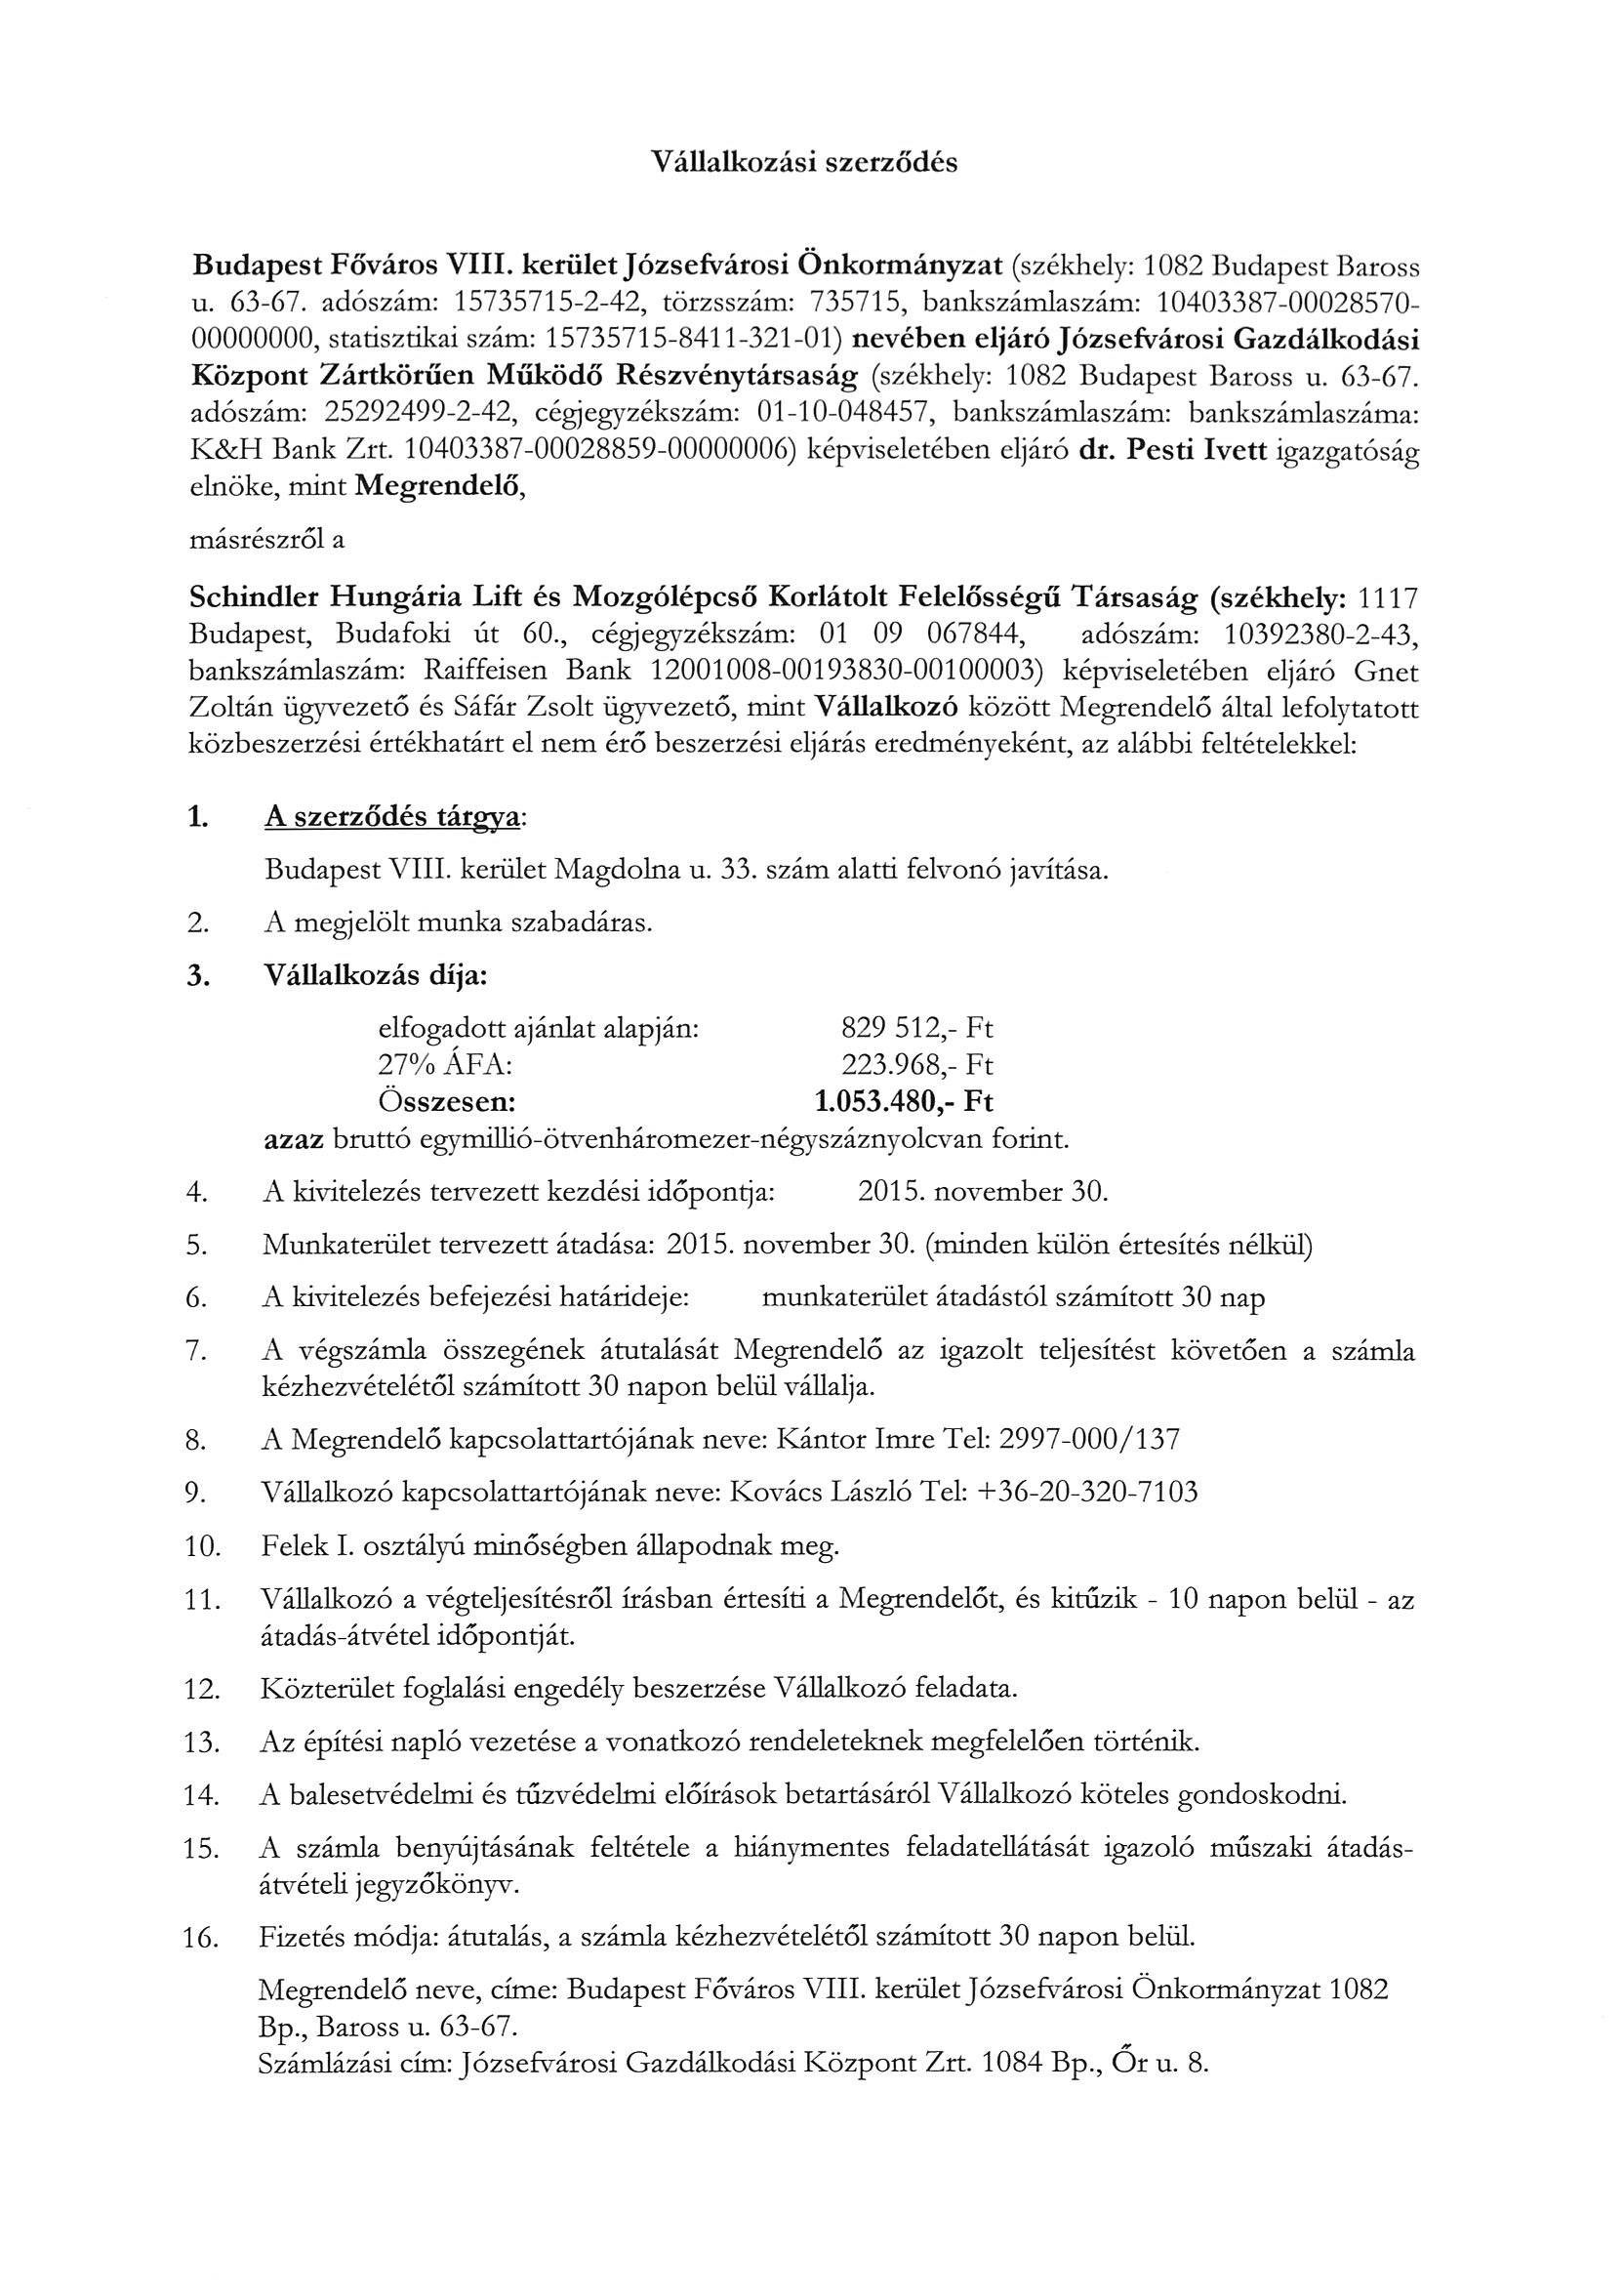 Vállalkozási szerződés
Budapest Főváros VIII. kerület Józsefvárosi Önkormányzat (székhely: 1082 Budapest Baross
u. 63-67. adószám: 15735715-2-42, törzsszám: 735715, bankszámlaszám: 10403387-00028570-
00000000, statisztikai szám: 15735715-8411-321-01) nevében eljáró Józsefvárosi Gazdálkodási
Központ Zártkörűen Működő Részvénytársaság (székhely: 1082 Budapest Baross u. 63-67.
adószám: 25292499-2-42, cégjegyzékszám: 01-10-048457, bankszámlaszám: bankszámlaszáma:
K&H Bank Zrt. 10403387-00028859-00000006) képviseletében eljáró dr. Pesti Ivett igazgatóság
elnöke, mint Megrendelő,
másrészről a
Schindler Hungária Lift és Mozgólépcső Korlátolt Felelősségű Társaság (székhely: 1117
Budapest, Budafoki út 60., cégjegyzékszám: 01 09 067844, adószám: 10392380-2-43,
bankszámlaszám: Raiffeisen Bank 12001008-00193830-00100003) képviseletében eljáró Gnet
Zoltán ügyvezető és Sáfár Zsolt ügyvezető, mint Vállalkozó között Megrendelő által lefolytatott
közbeszerzési értékhatárt el nem érő beszerzési eljárás eredményeként, az alábbi feltételekkel:
1. A szerződés tárgya:
Budapest VIII. kerület Magdolna u. 33. szám alatti felvonó javítása.
2. A megjelölt munka szabadáras.
3. Vállalkozás díja:
elfogadott ajánlat alapján: 829 512,- Ft
27% ÁFA: 223.968,- Ft
Összesen: 1.053.480,- Ft
azaz bruttó egymillió-ötvenháromezer-négyszáznyolcvan forint.
4. A kivitelezés tervezett kezdési időpontja: 2015. november 30.
5. Munkaterület tervezett átadása: 2015. november 30. (minden külön értesítés nélkül)
6. A kivitelezés befejezési határideje: munkaterület átadástól számított 30 nap
7. A végszámla összegének átutalását Megrendelő az igazolt teljesítést követően a számla
kézhezvételétől számított 30 napon belül vállalja.
8. A Megrendelő kapcsolattartójának neve: Kántor Imre Tel: 2997-000/137
9. Vállalkozó kapcsolattartójának neve: Kovács László Tel: +36-20-320-7103
10. Felek I. osztályú minőségben állapodnak meg.
11. Vállalkozó a végteljesítésről írásban értesíti a Megrendelőt, és kitűzik - 10 napon belül - az
átadás-átvétel időpontját.
12. Közterület foglalási engedély beszerzése Vállalkozó feladata.
13. Az építési napló vezetése a vonatkozó rendeleteknek megfelelően történik.
14. A balesetvédelmi és tűzvédelmi előírások betartásáról Vállalkozó köteles gondoskodni.
15. A számla benyújtásának feltétele a hiánymentes feladatellátását igazoló műszaki átadás-
átvételi jegyzőkönyv.
16. Fizetés módja: átutalás, a számla kézhezvételétől számított 30 napon belül.
Megrendelő neve, címe: Budapest Főváros VIII. kerület Józsefvárosi Önkormányzat 1082
Bp., Baross u. 63-67.
Számlázási cím: Józsefvárosi Gazdálkodási Központ Zrt. 1084 Bp., Őr u. 8.